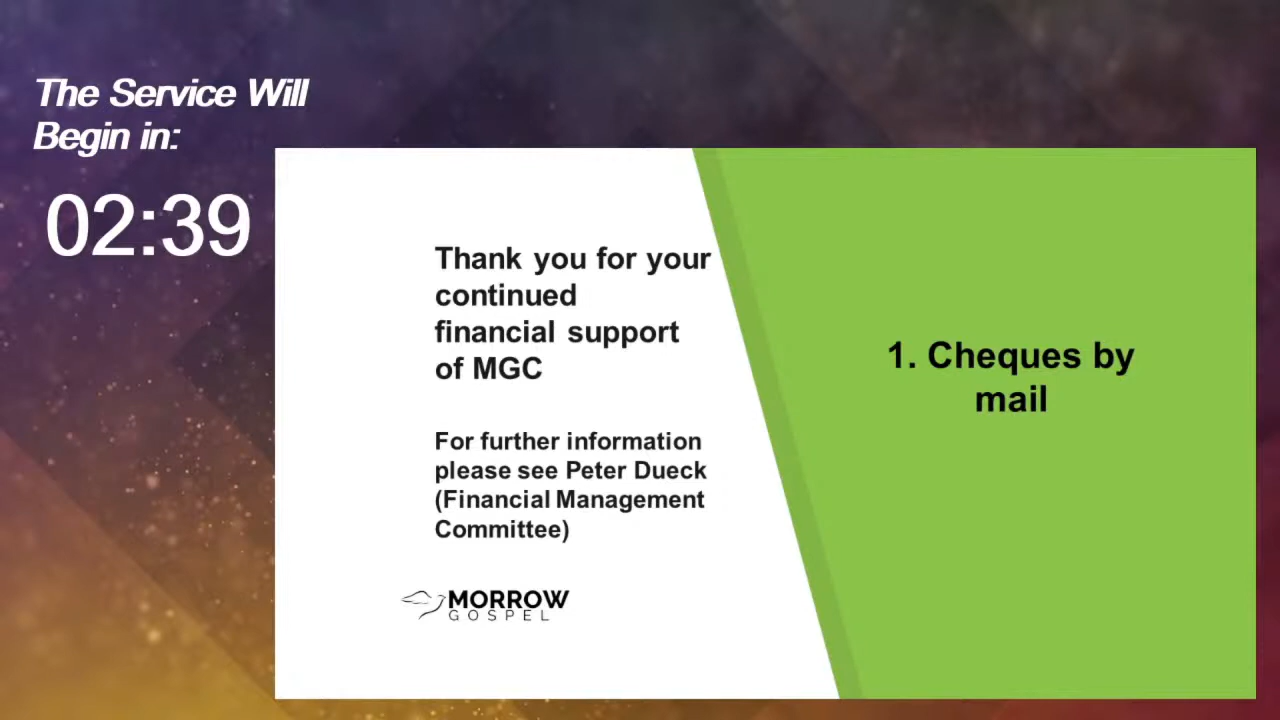 The Service Will
Begin in:
02:39
Thank you for your
continued
financial support
of MGC
For further information
please see Peter Dueck
(Financial Management
Committee)
MORROW
GOSPEL
1. Cheques by
mail